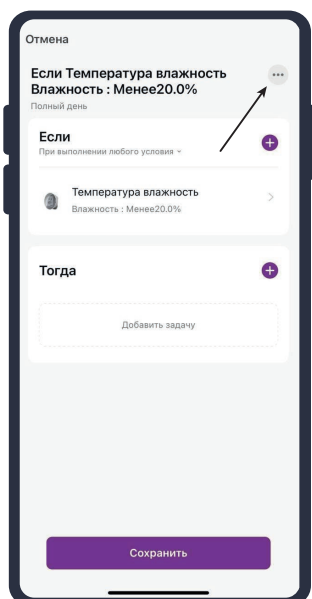 Отмена
Если Температура влажность
Влажность : Менее20.0%
Полный день
Если
При выполнении любого условия
Температура влажность
Влажность : Менее20.0%
Тогда
Добавить задачу
Сохранить